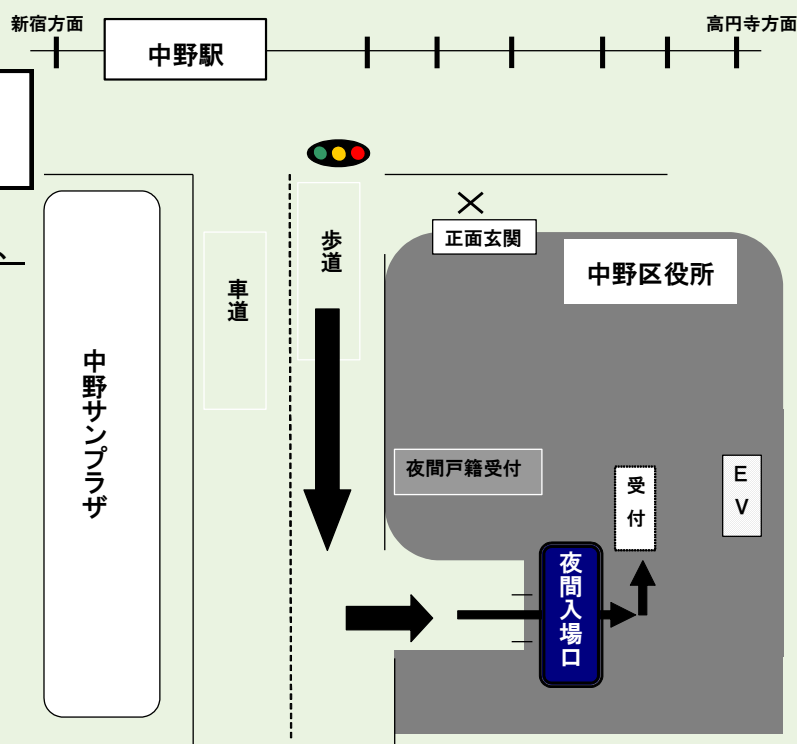 新宿方面
高円寺方面
中野駅
正面玄関
中野区役所
歩道
車道
中野サンプラザ
夜間戸籍受付
受付
EV
夜間入場口